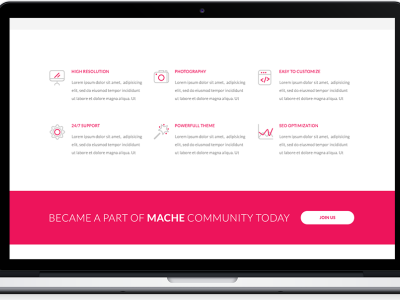 HIGH RESOLUTION
Lorem ipsum dolor sit amet, adipisicing
elit, sed do eiusmod tempor incididunt
ut labore et dolore magna aliqua. Ut
PHOTOGRAPHY
Lorem ipsum dolor sit amet, adipisicing
elit, sed do eiusmod tempor incididunt
ut labore et dolore magna aliqua. Ut
EASY TO CUSTOMIZE
Lorem ipsum dolor sit amet, adipisicing
elit, sed do eiusmod tempor incididunt
ut labore et dolore magna aliqua. Ut
24/7 SUPPORT
Lorem ipsum dolor sit amet, adipisicing
elit, sed do eiusmod tempor incididunt
ut labore et dolore magna aliqua. Ut
POWERFULL THEME
Lorem ipsum dolor sit amet, adipisicing
elit, sed do eiusmod tempor incididunt
ut labore et dolore magna aliqua. Ut
SEO OPTIMIZATION
Lorem ipsum dolor sit amet, adipisicing
elit, sed do eiusmod tempor incididunt
ut labore et dolore magna aliqua. Ut
BECAME A PART OF MACHE COMMUNITY TODAY
JOIN US